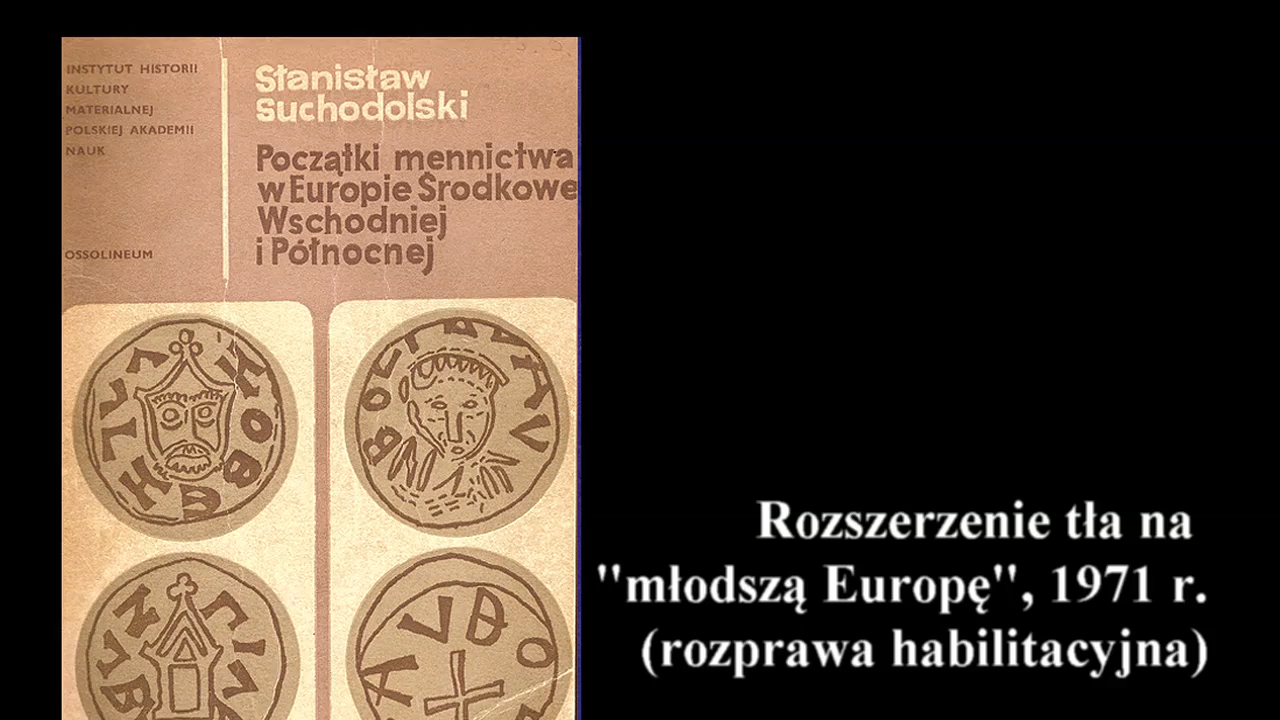 INSTYTUT HISTORII
KULTURY
MATERIALNEJ
POLSKIEJ AKADEMII
NAUK
OSSOLINEUM
Stanisław
Suchodolski
Początki mennictwa
w Europie Środkowe
Wschodniej
i Północnej
Rozszerzenie tła na
"młodszą Europę", 1971 r.
(rozprawa habilitacyjna)